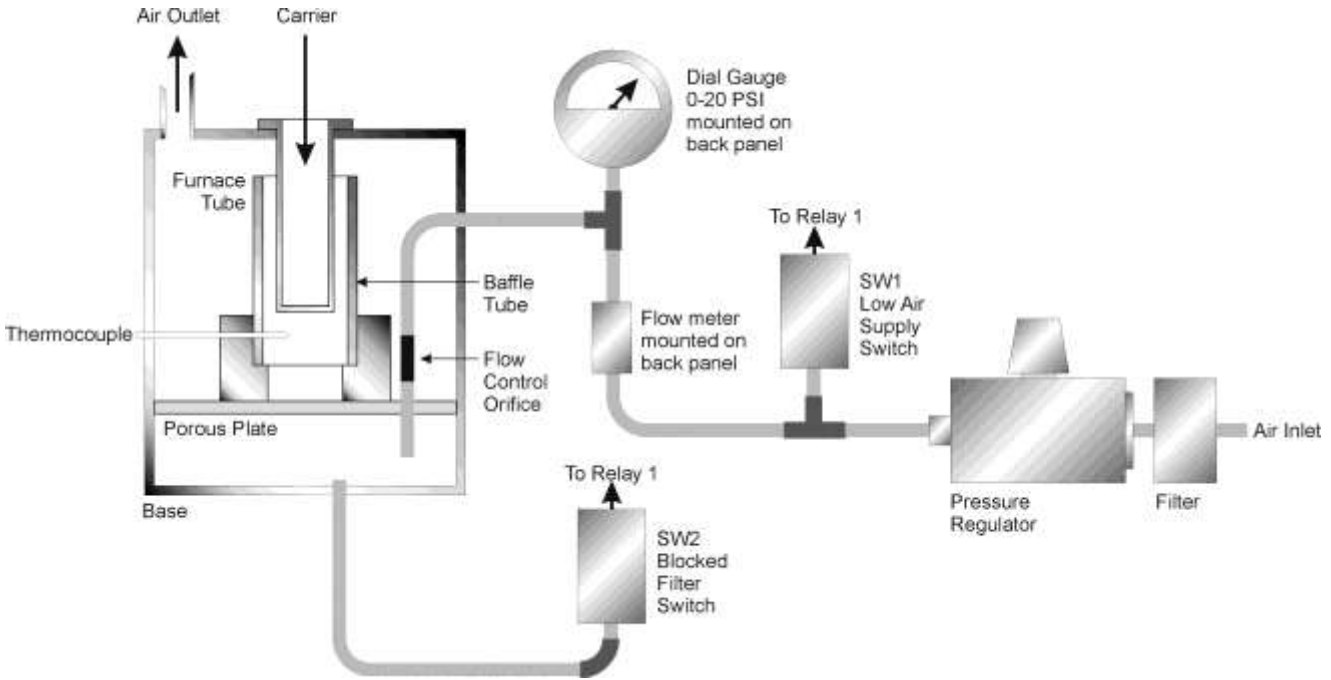 Air Outlet
Carrier
Dial Gauge
0-20 PSI
mounted on
back panel
Furnace
Tube
To Relay 1
Baffle
Tube
SW1
Low Air
Supply
Switch
Thermocouple
Flow meter
mounted on
back panel
Flow
Control
Orifice
Porous Plate
Air Inlet
To Relay 1
Base
Pressure
Regulator
Filter
SW2
Blocked
Filter
Switch